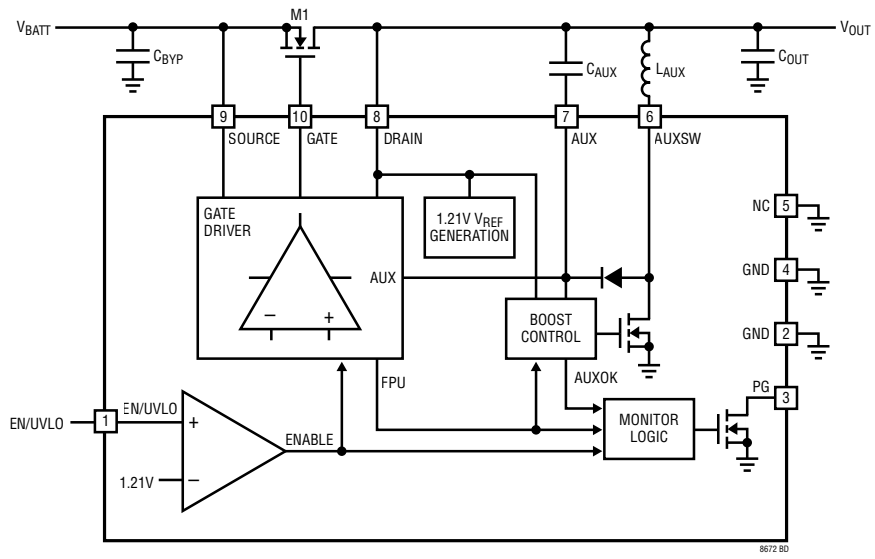 M1
VBATT
VOUT
CBYP
CAUX
LAUX
COUT
9
10
8
7
6
SOURCE
GATE
DRAIN
AUX
AUXSW
GATE
DRIVER
1.21V VREF
GENERATION
NC
5
AUX
GND
4
BOOST
CONTROL
GND
2
− +
FPU
AUXOK
PG
3
EN/UVLO
1
EN/UVLO
+
MONITOR
LOGIC
ENABLE
1.21V
−
8672 BD